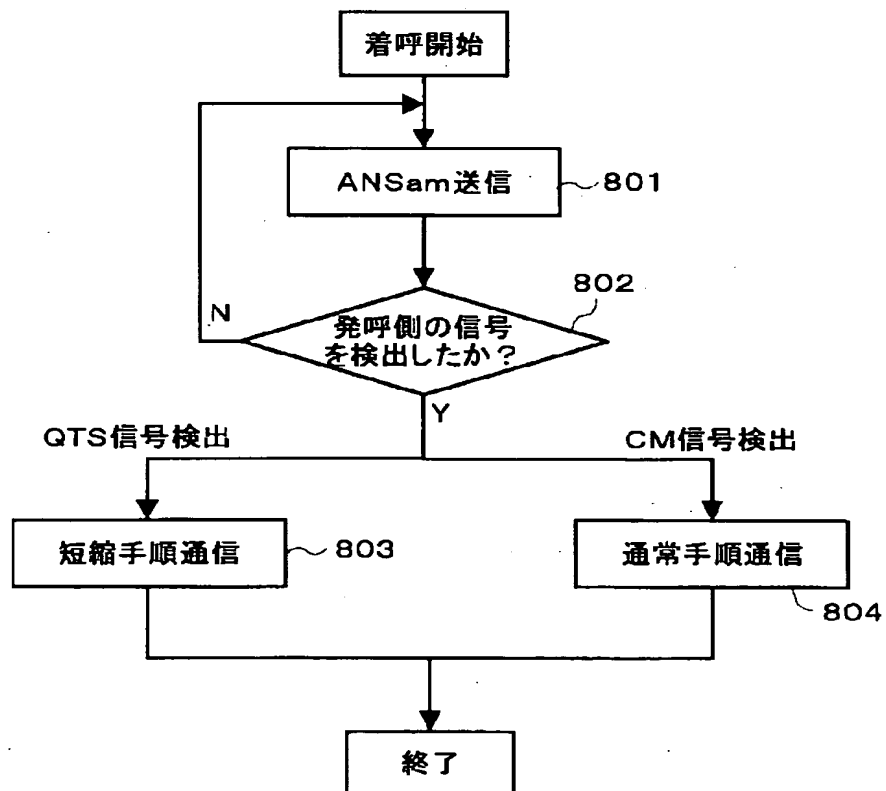 着呼開始
ANSam送信
801
802
発呼側の信号
を検出したか？
N
Y
QTS信号検出
CM信号検出
短縮手順通信
803
通常手順通信
804
終了